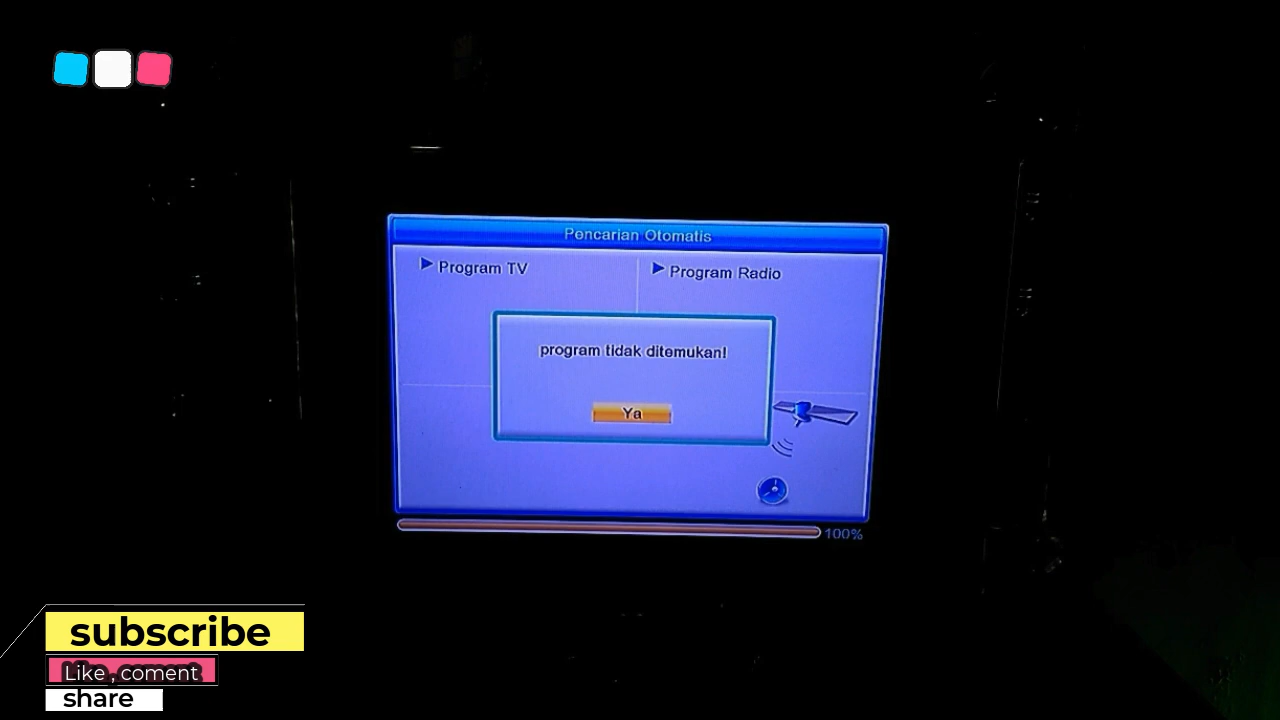 Pencarian Otomatis
Program TV
Program Radio
program tidak ditemukan!
Ya
100%
subscribe
Like , coment
share